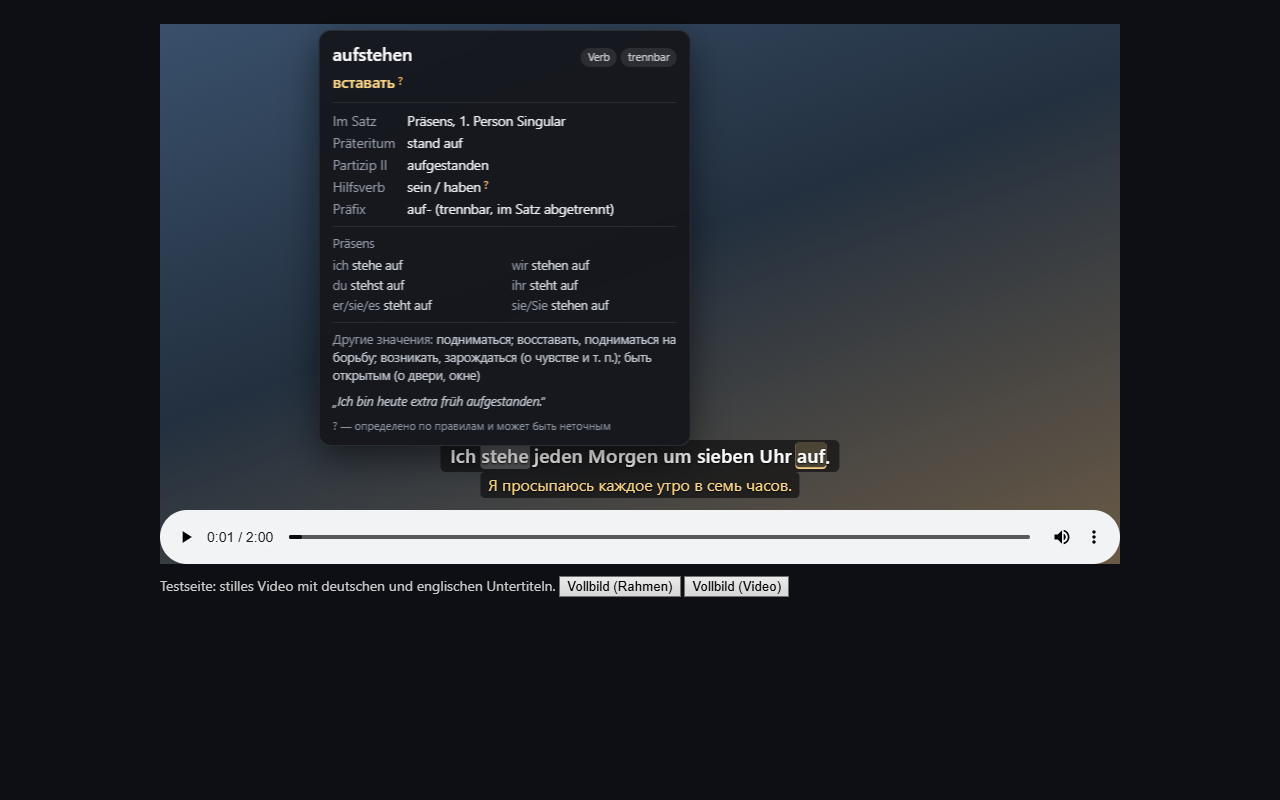 aufstehen Verb trennbar
вставать ?
Im Satz Präsens, 1. Person Singular
Präteritum stand auf
Partizip II aufgestanden
Hilfsverb sein / haben ?
Präfix auf- (trennbar, im Satz abgetrennt)
Präsens
ich stehe auf wir stehen auf
du stehst auf ihr steht auf
er/sie/es steht auf sie/Sie stehen auf
Другие значения: подниматься; восставать, подниматься на
борьбу; возникать, зарождаться (о чувстве и т. п.); быть
открытым (о двери, окне)
„Ich bin heute extra früh aufgestanden.“
? — определено по правилам и может быть неточным
Ich stehe jeden Morgen um sieben Uhr auf.
Я просыпаюсь каждое утро в семь часов.
0:01 / 2:00
Testseite: stilles Video mit deutschen und englischen Untertiteln. Vollbild (Rahmen) Vollbild (Video)